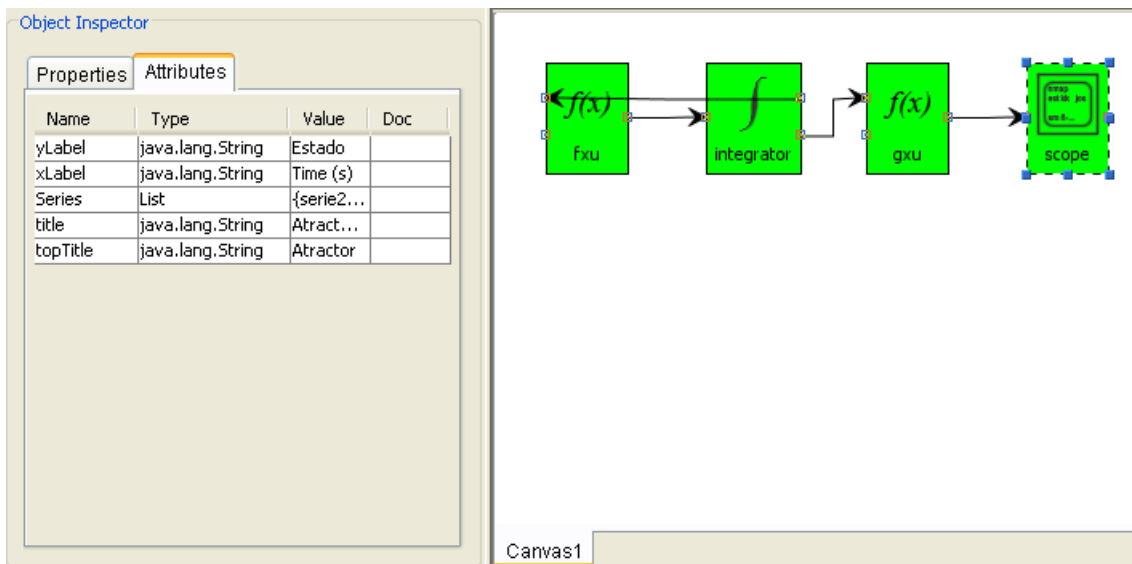 Object Inspector
Properties Attributes
Name Type Value Doc
yLabel java.lang.String Estado
xLabel java.lang.String Time (s)
Series List {serie2...
title java.lang.String Atract...
topTitle java.lang.String Atractor
f(x) ∫ f(x)
fxu integrator gxu scope
Canvas1